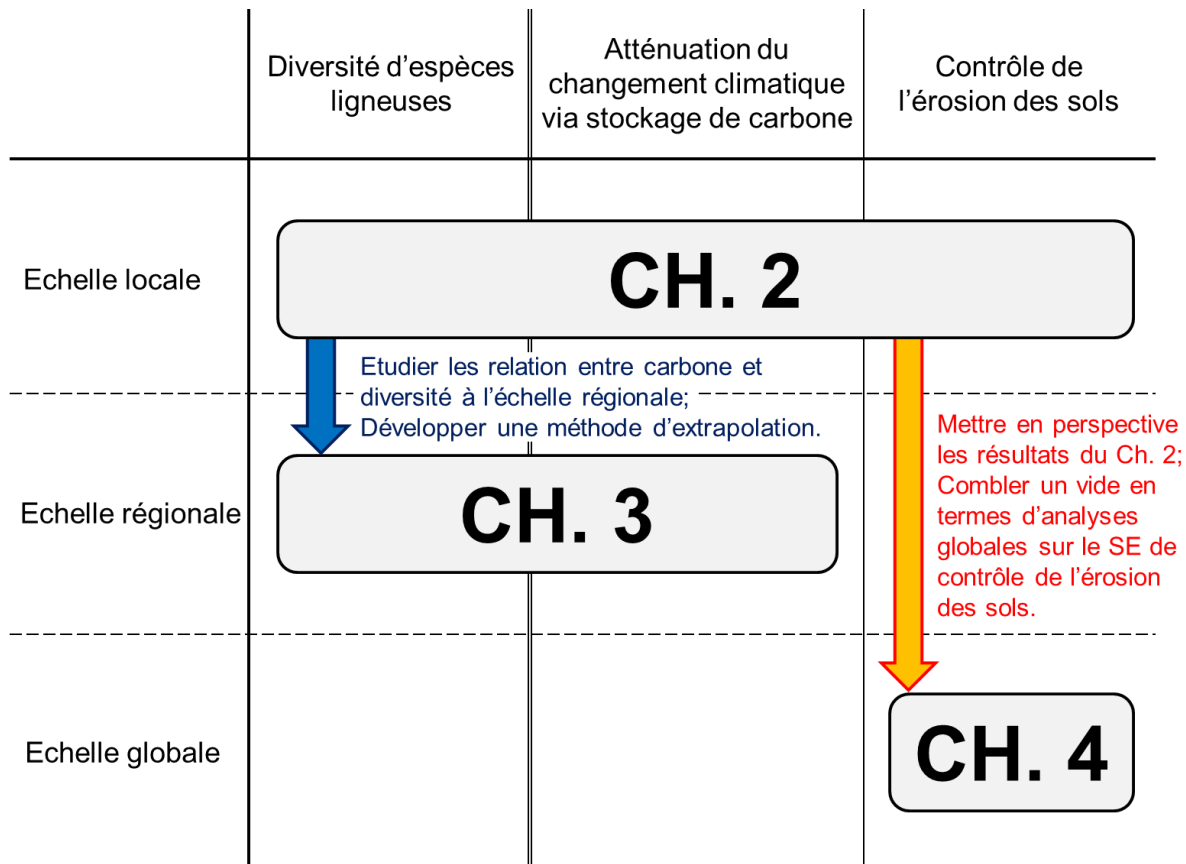 Diversité d'espèces
ligneuses
Atténuation du
changement climatique
via stockage de carbone
Contrôle de
l'érosion des sols
Echelle locale
CH. 2
Etudier les relation entre carbone et
diversité à l'échelle régionale;
Développer une méthode d'extrapolation.
Mettre en perspective
les résultats du Ch. 2;
Combler un vide en
termes d'analyses
globales sur le SE de
contrôle de l'érosion
des sols.
Echelle régionale
CH. 3
Echelle globale
CH. 4